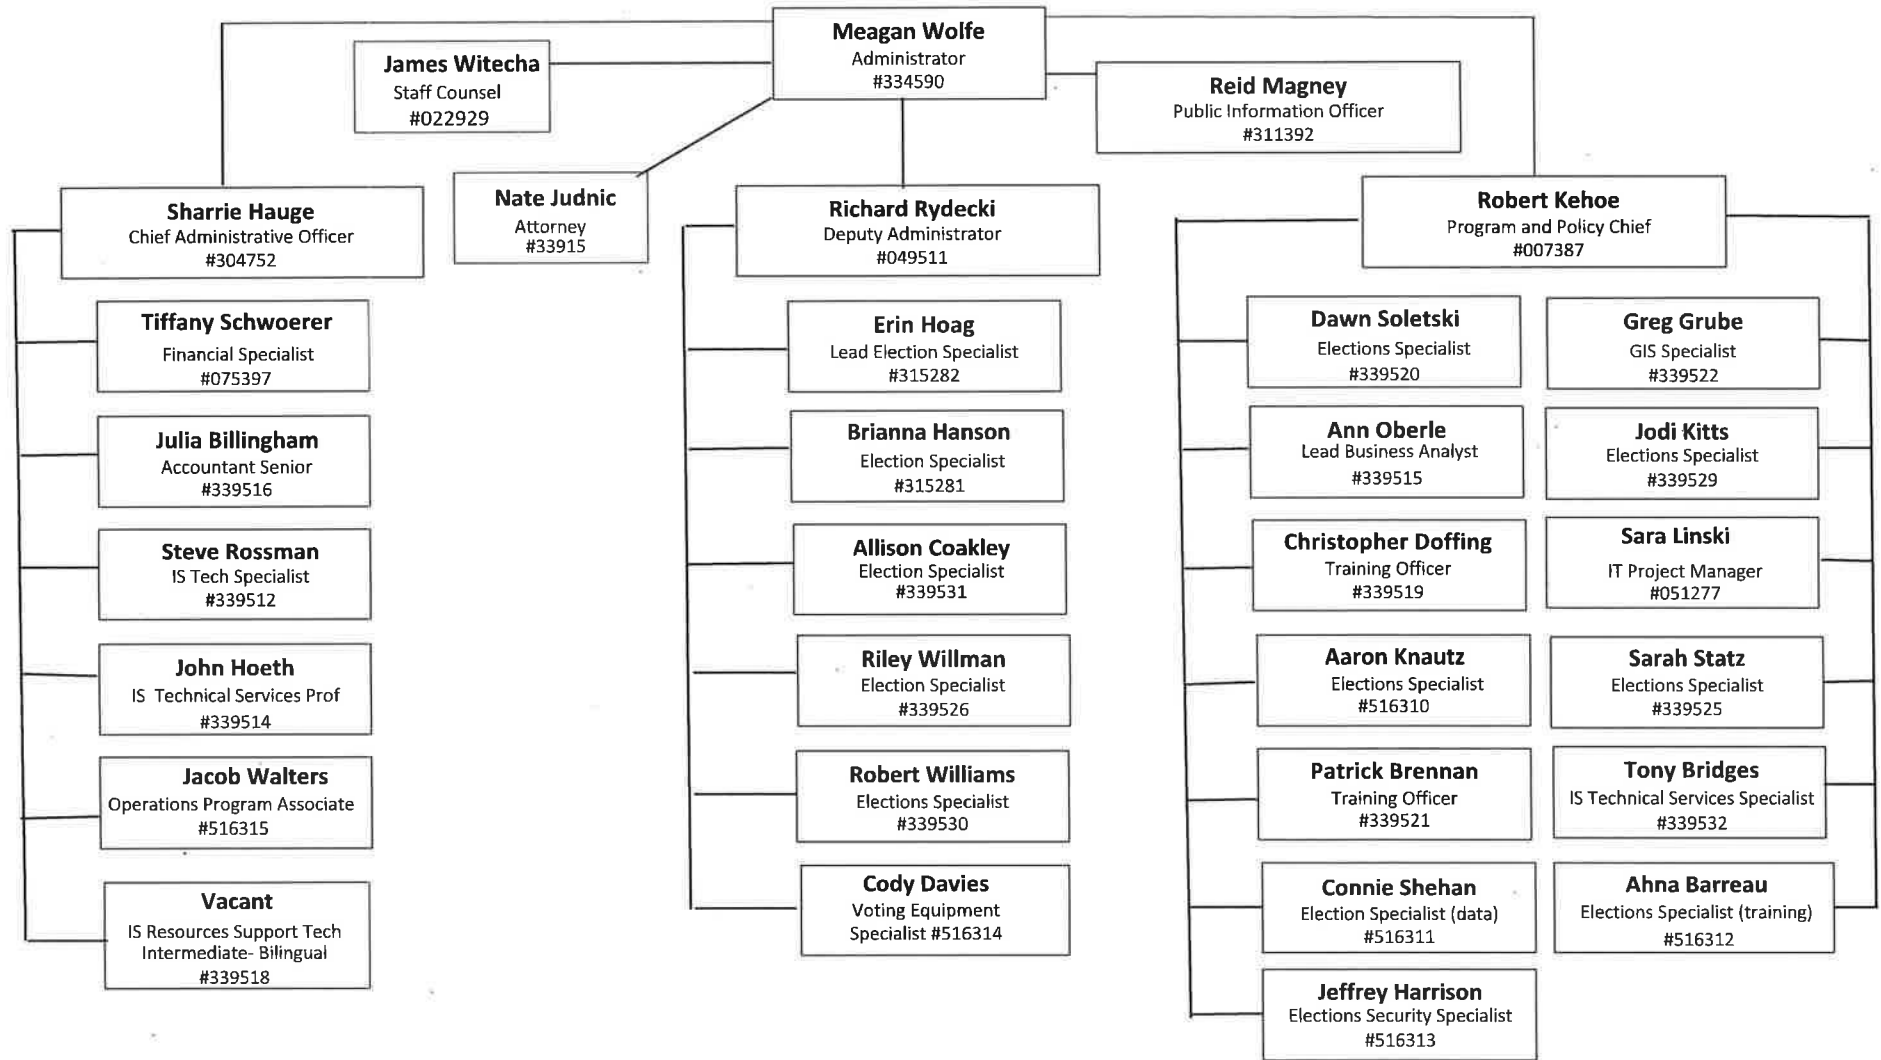 Meagan Wolfe
Administrator
#334590
James Witecha
Staff Counsel
#022929
Reid Magney
Public Information Officer
#311392
Nate Judnic
Attorney
#33915
Sharrie Hauge
Chief Administrative Officer
#304752
Tiffany Schwoerer
Financial Specialist
#075397
Julia Billingham
Accountant Senior
#339516
Steve Rossman
IS Tech Specialist
#339512
John Hoeth
IS Technical Services Prof
#339514
Jacob Walters
Operations Program Associate
#516315
Vacant
IS Resources Support Tech
Intermediate- Bilingual
#339518
Richard Rydecki
Deputy Administrator
#049511
Erin Hoag
Lead Election Specialist
#315282
Brianna Hanson
Election Specialist
#315281
Allison Coakley
Election Specialist
#339531
Riley Willman
Election Specialist
#339526
Robert Williams
Elections Specialist
#339530
Cody Davies
Voting Equipment
Specialist #516314
Robert Kehoe
Program and Policy Chief
#007387
Dawn Soletski
Elections Specialist
#339520
Ann Oberle
Lead Business Analyst
#339515
Christopher Doffing
Training Officer
#339519
Aaron Knautz
Elections Specialist
#516310
Patrick Brennan
Training Officer
#339521
Connie Shehan
Election Specialist (data)
#516311
Jeffrey Harrison
Elections Security Specialist
#516313
Greg Grube
GIS Specialist
#339522
Jodi Kitts
Elections Specialist
#339529
Sara Linski
IT Project Manager
#051277
Sarah Statz
Elections Specialist
#339525
Tony Bridges
IS Technical Services Specialist
#339532
Ahna Barreau
Elections Specialist (training)
#516312